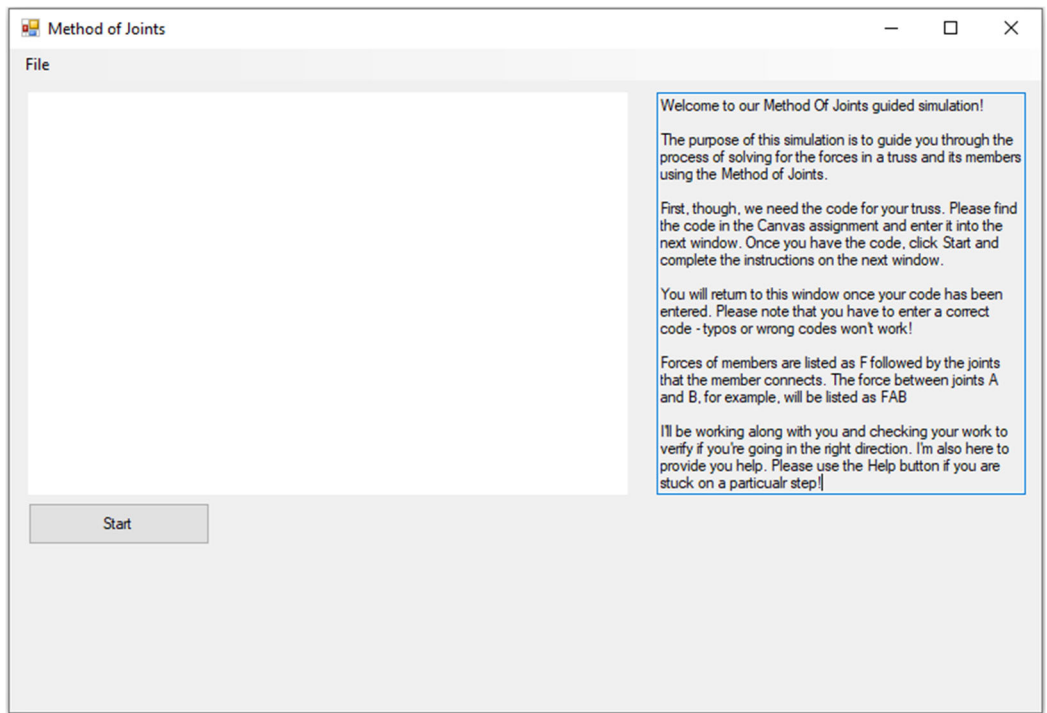 Method of Joints
File
Welcome to our Method Of Joints guided simulation!
The purpose of this simulation is to guide you through the
process of solving for the forces in a truss and its members
using the Method of Joints.
First, though, we need the code for your truss. Please find
the code in the Canvas assignment and enter it into the
next window. Once you have the code, click Start and
complete the instructions on the next window.
You will return to this window once your code has been
entered. Please note that you have to enter a correct
code - typos or wrong codes won't work!
Forces of members are listed as F followed by the joints
that the member connects. The force between joints A
and B, for example, will be listed as FAB
I'll be working along with you and checking your work to
verify if you're going in the right direction. I'm also here to
provide you help. Please use the Help button if you are
stuck on a particualr step!
Start